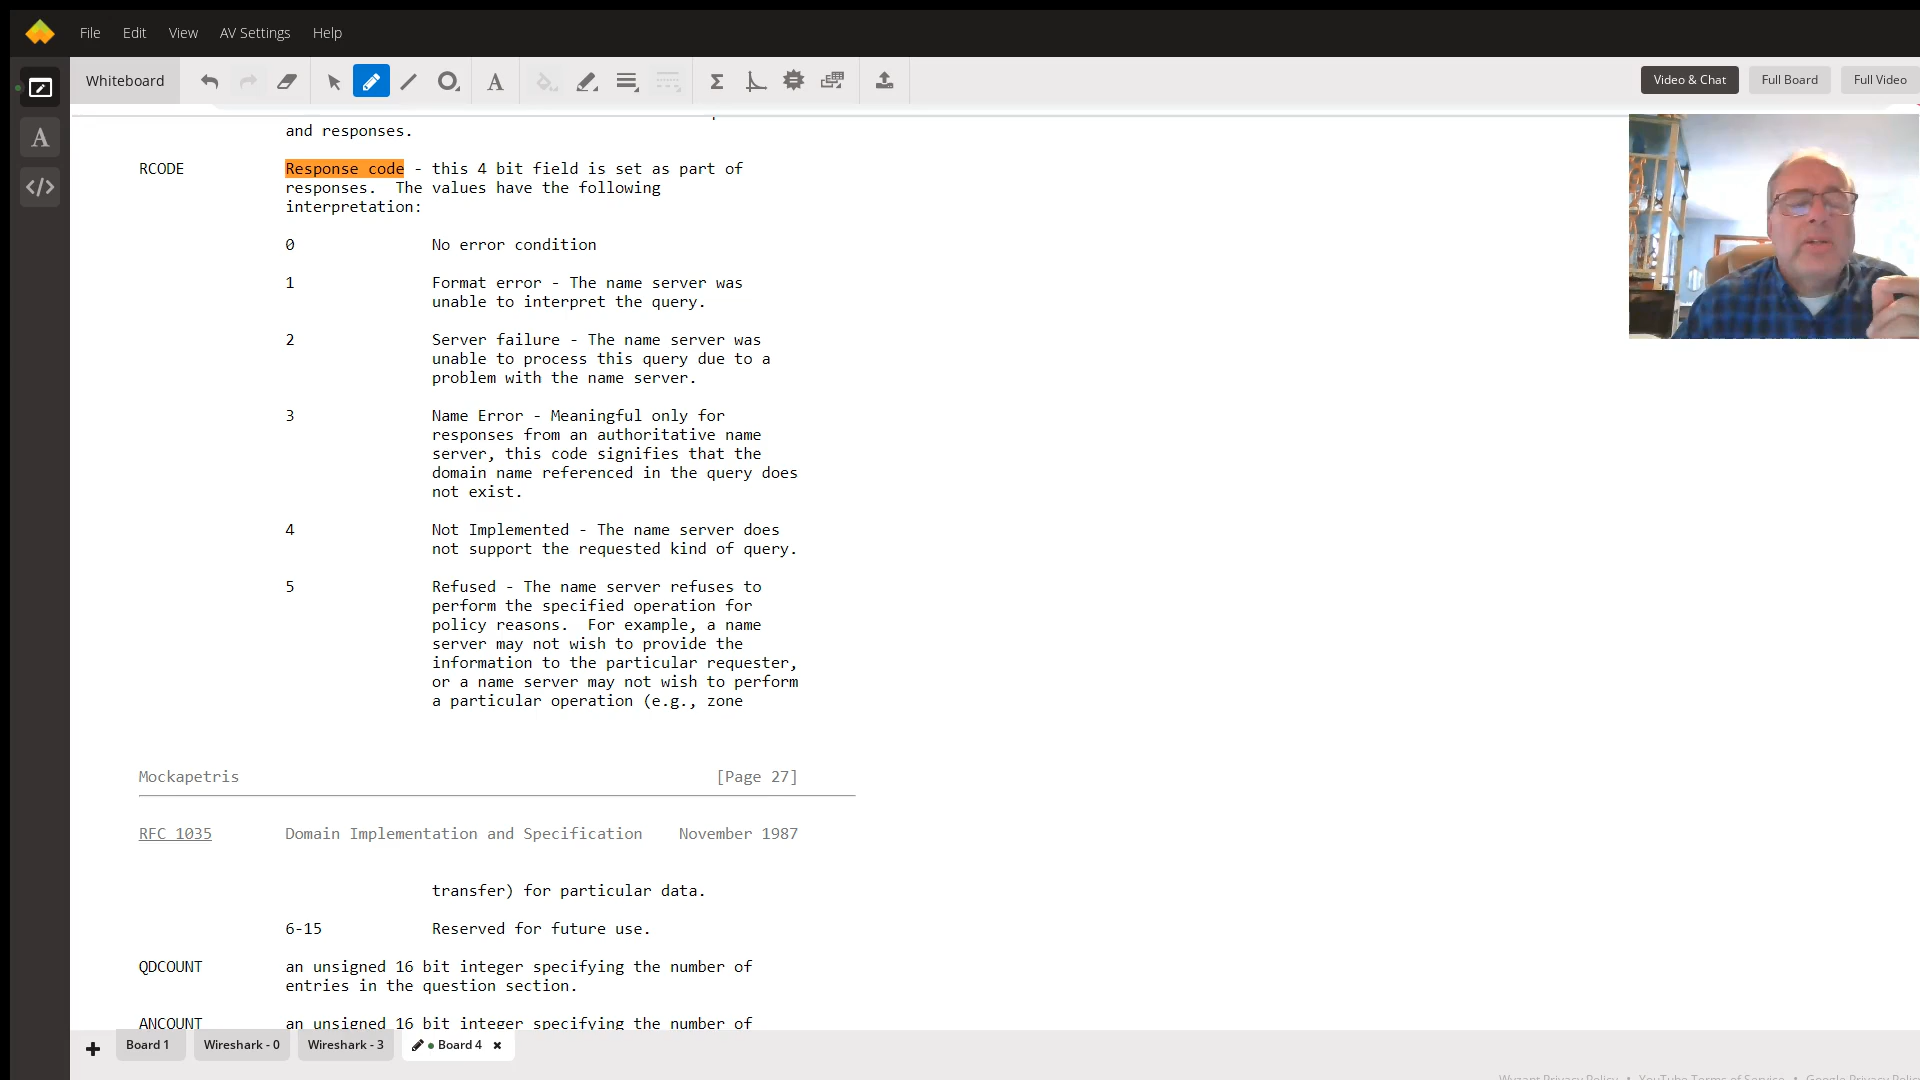 File Edit View AV Settings Help
Whiteboard
A Σ
Video & Chat Full Board Full Video
A
</>
and responses.
RCODE Response code - this 4 bit field is set as part of
responses. The values have the following
interpretation:
0 No error condition
1 Format error - The name server was
unable to interpret the query.
2 Server failure - The name server was
unable to process this query due to a
problem with the name server.
3 Name Error - Meaningful only for
responses from an authoritative name
server, this code signifies that the
domain name referenced in the query does
not exist.
4 Not Implemented - The name server does
not support the requested kind of query.
5 Refused - The name server refuses to
perform the specified operation for
policy reasons. For example, a name
server may not wish to provide the
information to the particular requester,
or a name server may not wish to perform
a particular operation (e.g., zone
Mockapetris [Page 27]
RFC 1035 Domain Implementation and Specification November 1987
transfer) for particular data.
6-15 Reserved for future use.
QDCOUNT an unsigned 16 bit integer specifying the number of
entries in the question section.
ANCOUNT an unsigned 16 bit integer specifying the number of
Board 1 Wireshark - 0 Wireshark - 3 Board 4
Wyzant Privacy Policy • YouTube Terms of Service • Google Privacy